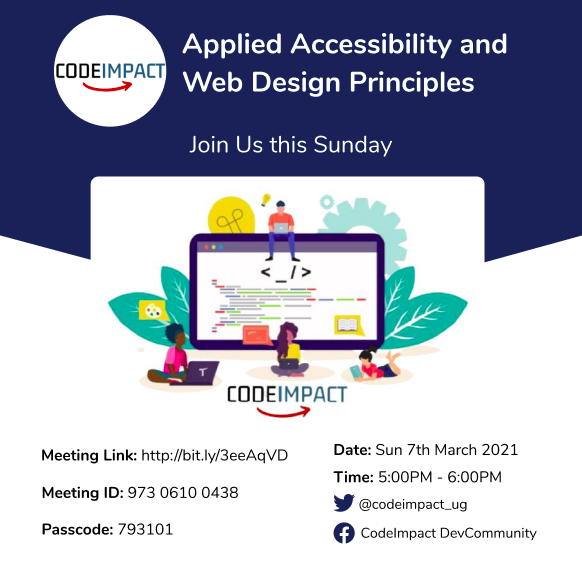 CODEIMPACT
Applied Accessibility and
Web Design Principles
Join Us this Sunday
<_/>
T
CODEIMPACT
Meeting Link: http://bit.ly/3eeAqVD
Meeting ID: 973 0610 0438
Passcode: 793101
Date: Sun 7th March 2021
Time: 5:00PM - 6:00PM
@codeimpact_ug
CodeImpact DevCommunity